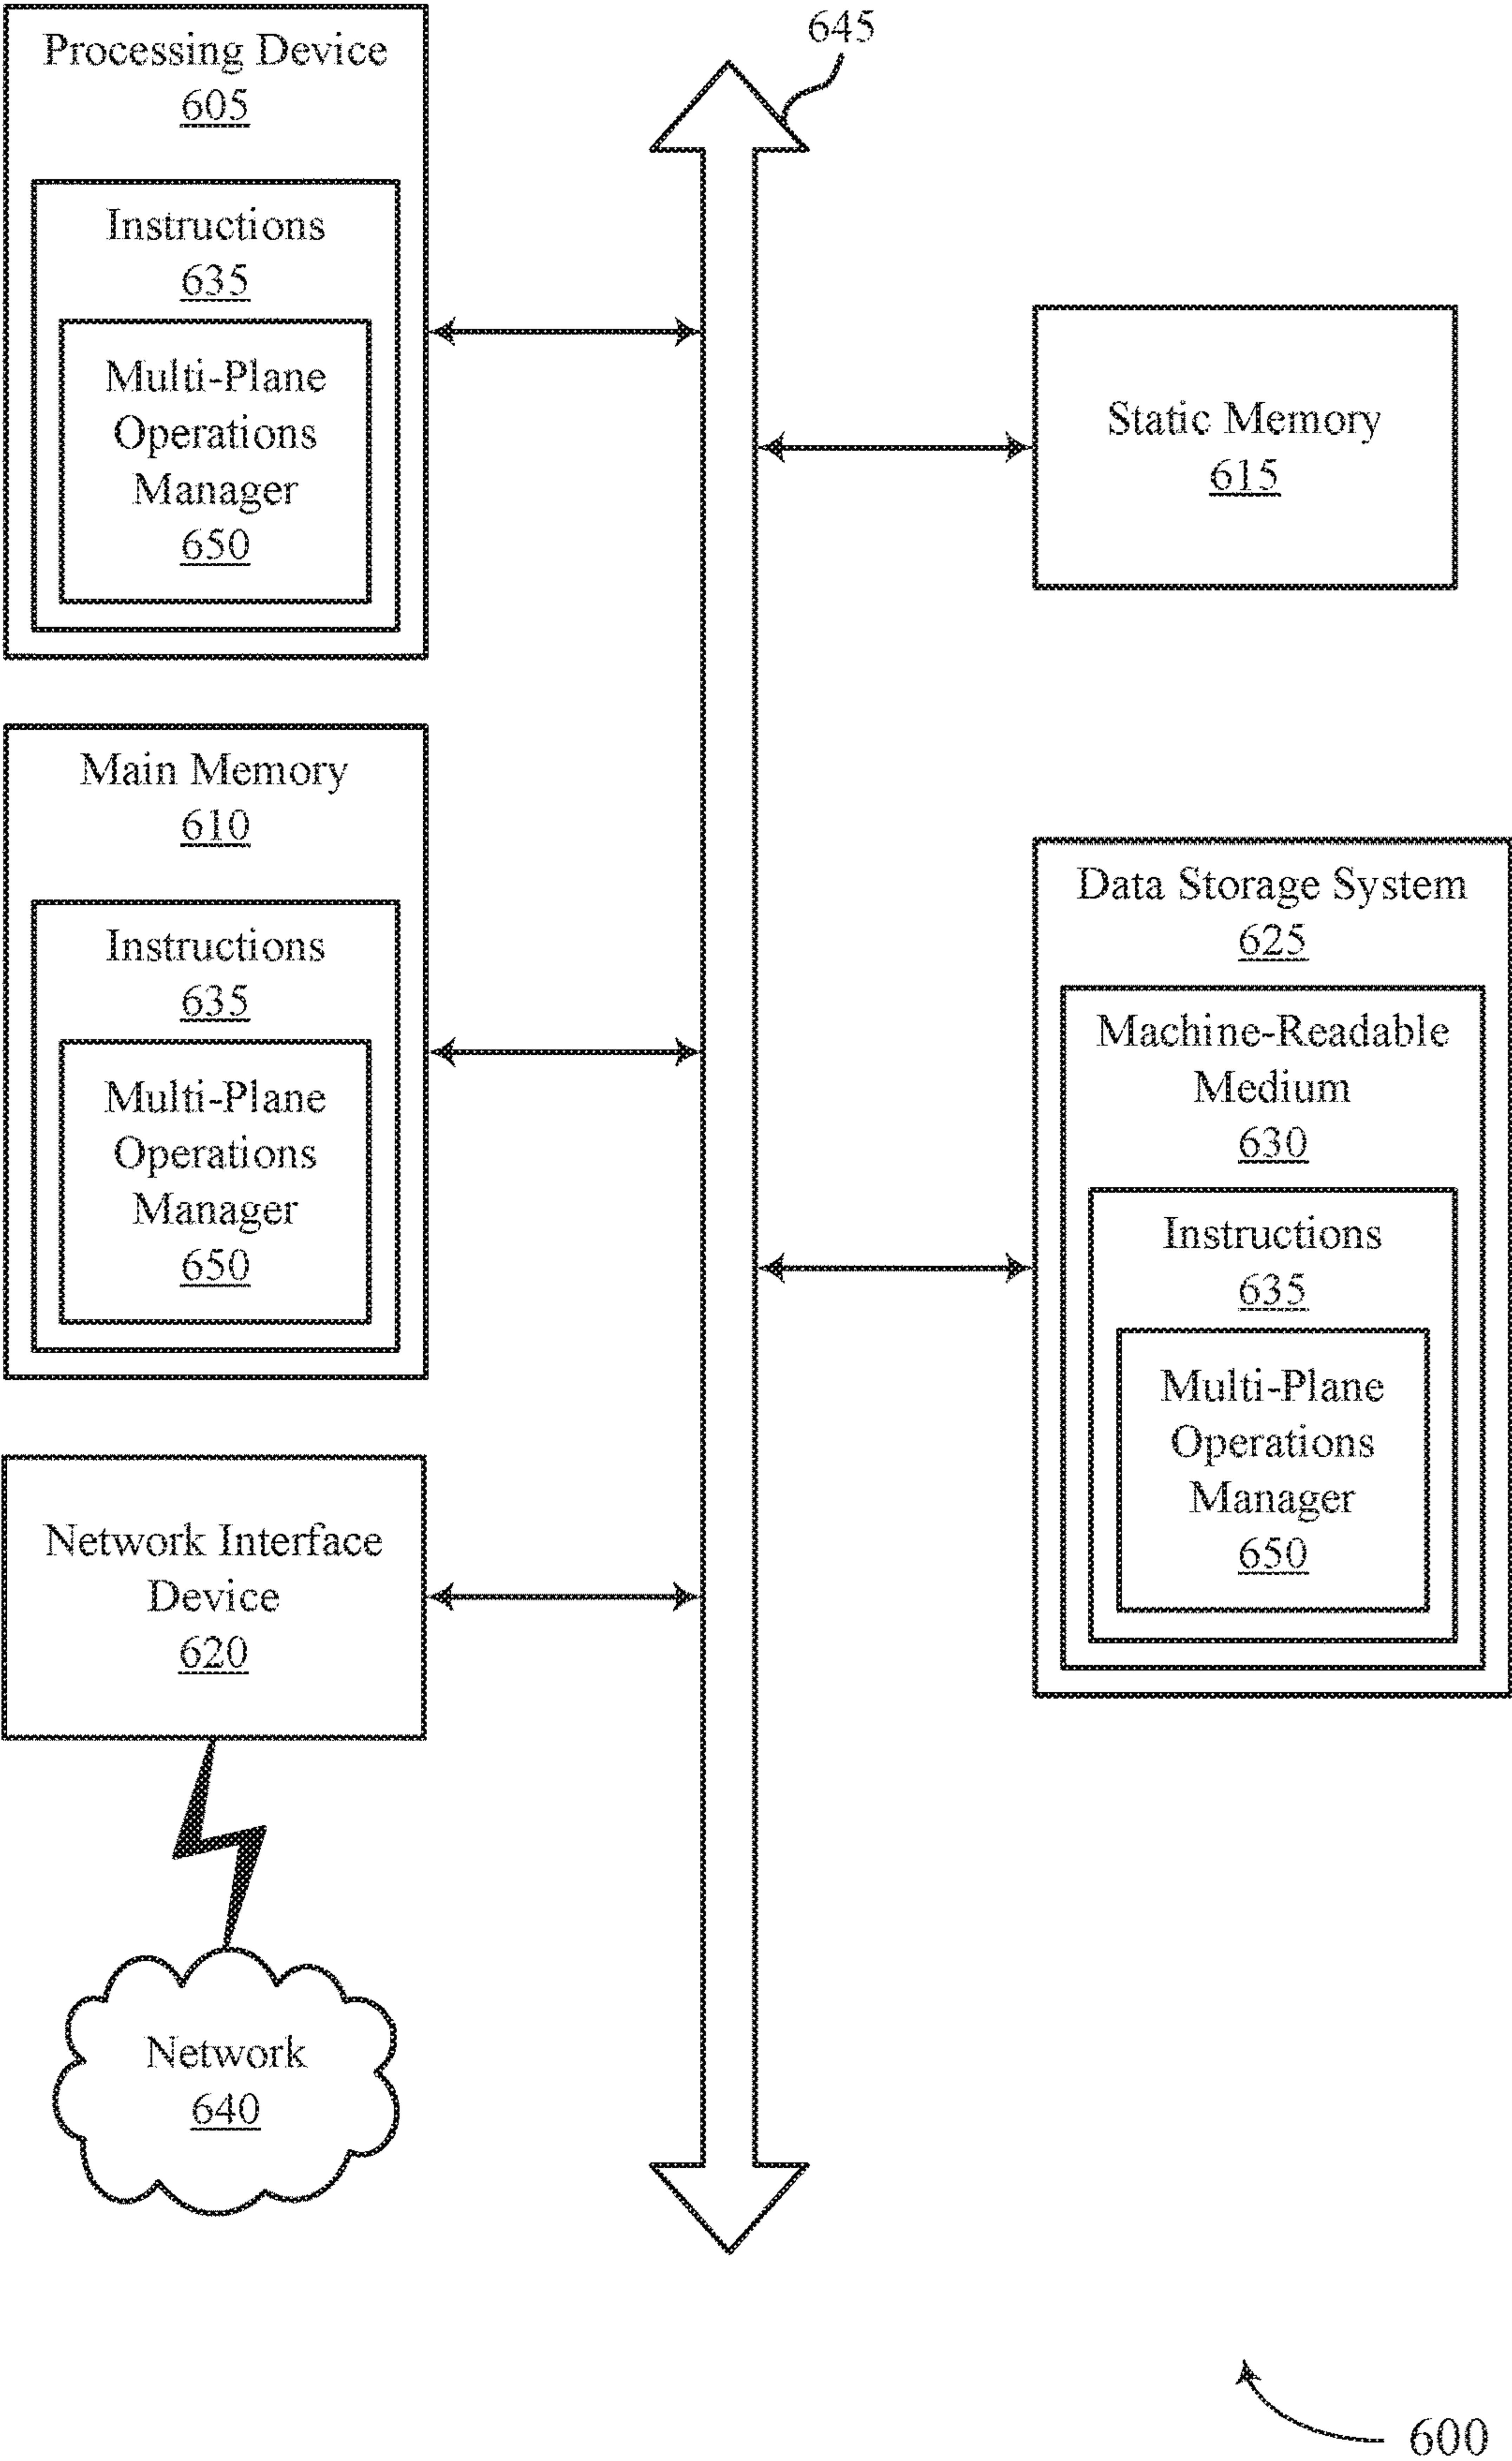 645
Processing Device
605
Instructions
635
Multi-Plane
Operations
Manager
650
Static Memory
615
Main Memory
610
Instructions
635
Multi-Plane
Operations
Manager
650
Data Storage System
625
Machine-Readable
Medium
630
Instructions
635
Multi-Plane
Operations
Manager
650
Network Interface
Device
620
Network
640
600